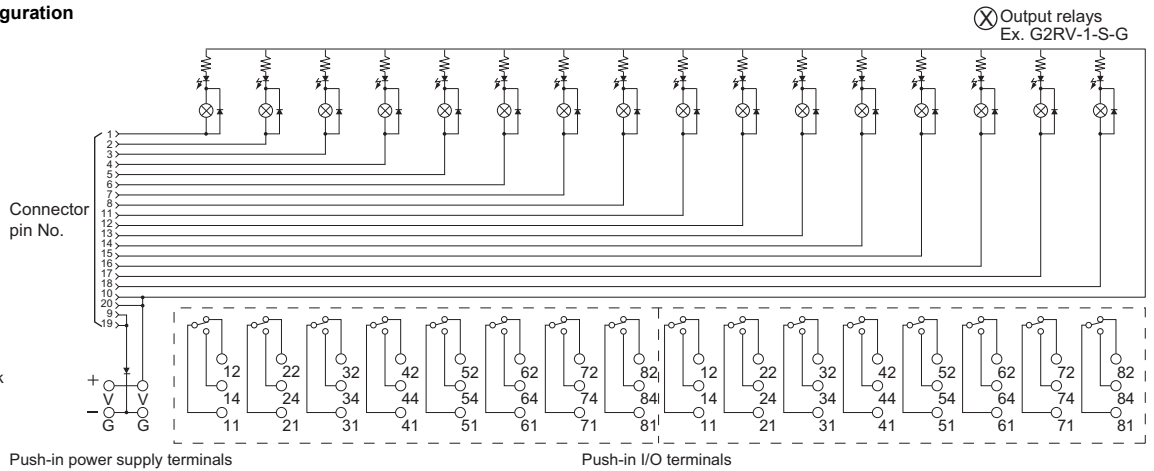 guration
Output relays
Ex. G2RV-1-S-G
Connector
pin No.
1
2
3
4
5
6
7
8
11
12
13
14
15
16
17
18
10
20
9
19
12 22 32 42 52 62 72 82 12 22 32 42 52 62 72 82
k
+
V V
14 24 34 44 54 64 74 84 14 24 34 44 54 64 74 84
−
G G
11 21 31 41 51 61 71 81 11 21 31 41 51 61 71 81
Push-in power supply terminals
Push-in I/O terminals